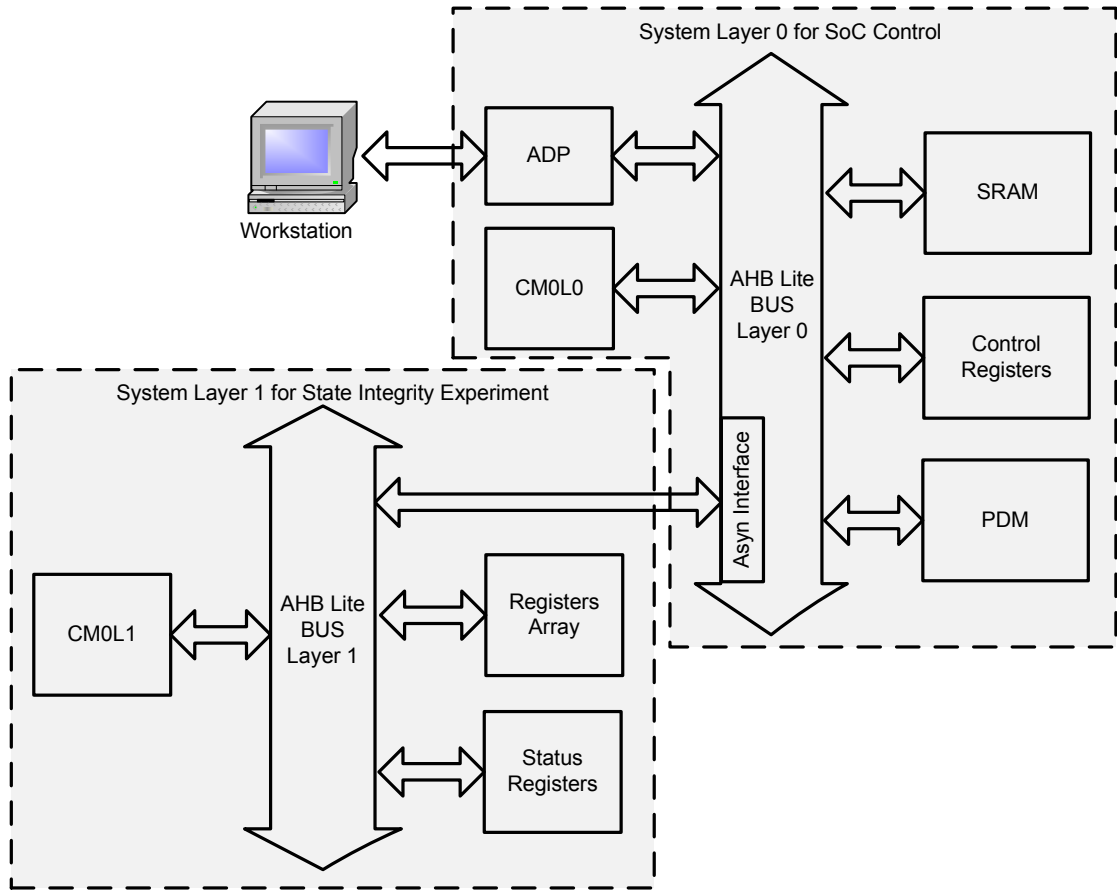 System Layer 0 for SoC Control
ADP
SRAM
Workstation
CM0L0
AHB Lite
BUS
Layer 0
Control
Registers
System Layer 1 for State Integrity Experiment
Asyn Interface
PDM
CM0L1
AHB Lite
BUS
Layer 1
Registers
Array
Status
Registers